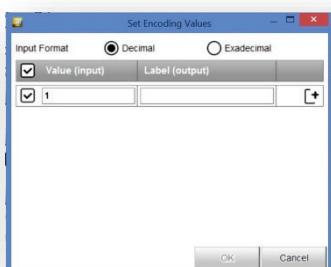 Set Encoding Values
Input Format Decimal Exadecimal
Value (input) Label (output)
1
OK Cancel